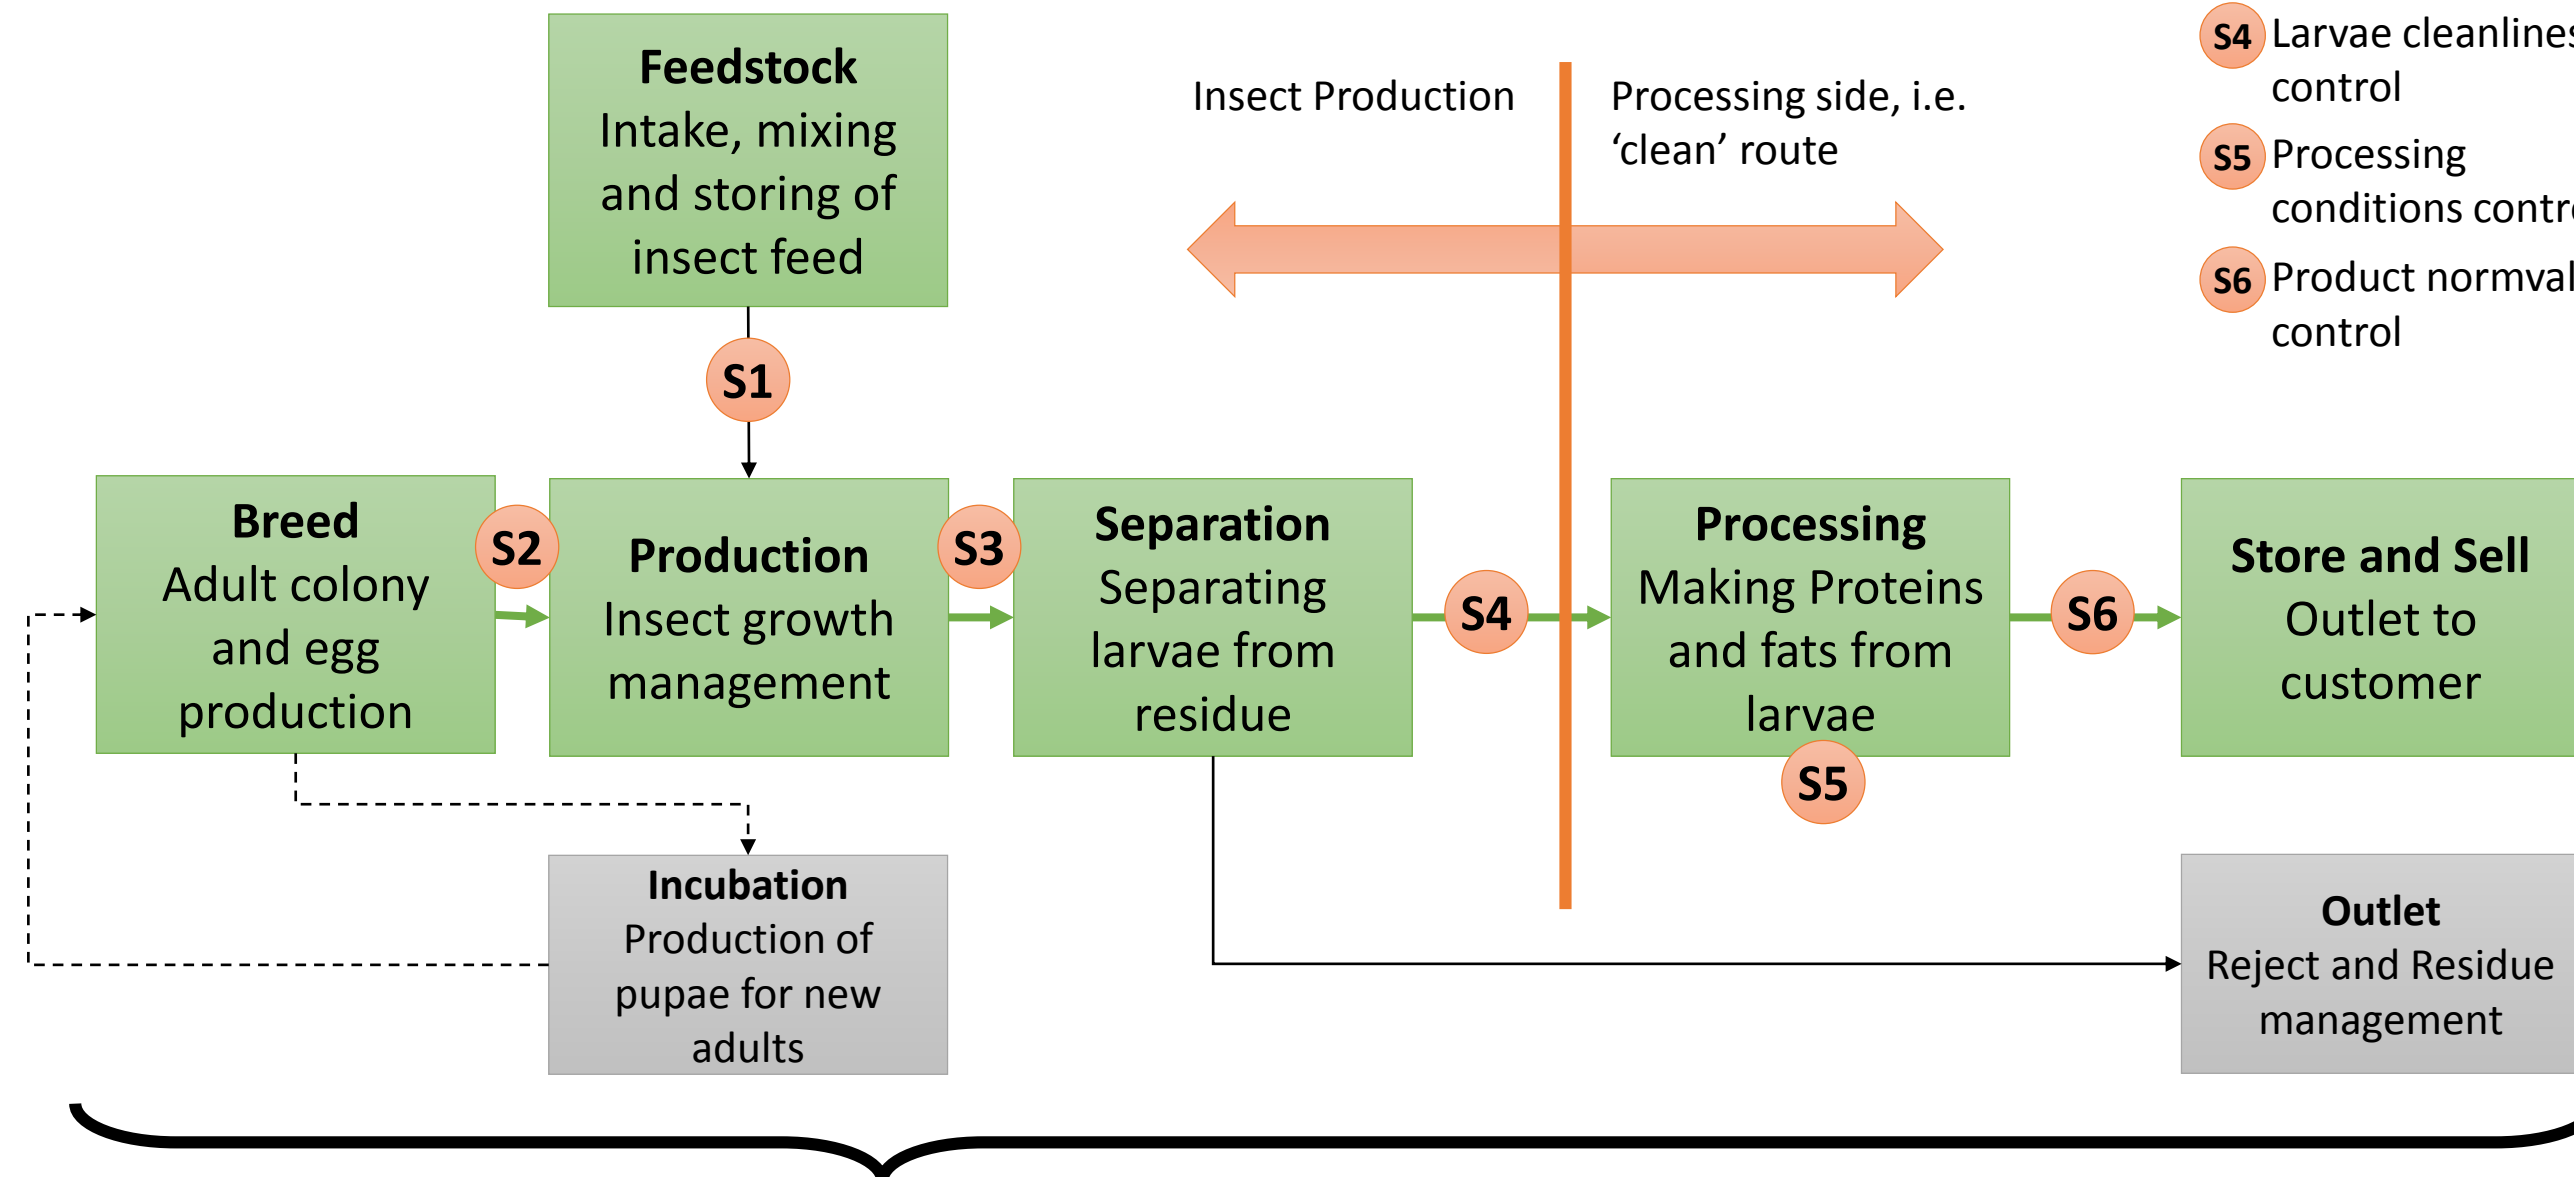 Feedstock
Intake, mixing
and storing of
insect feed
Insect Production
Processing side, i.e.
‘clean’ route
S4 Larvae cleanlines
control
S5 Processing
conditions contr
S6 Product normval
control
S1
Breed
Adult colony
and egg
production
S2
Production
Insect growth
management
S3
Separation
Separating
larvae from
residue
S4
Processing
Making Proteins
and fats from
larvae
S5
S6
Store and Sell
Outlet to
customer
Incubation
Production of
pupae for new
adults
Outlet
Reject and Residue
management